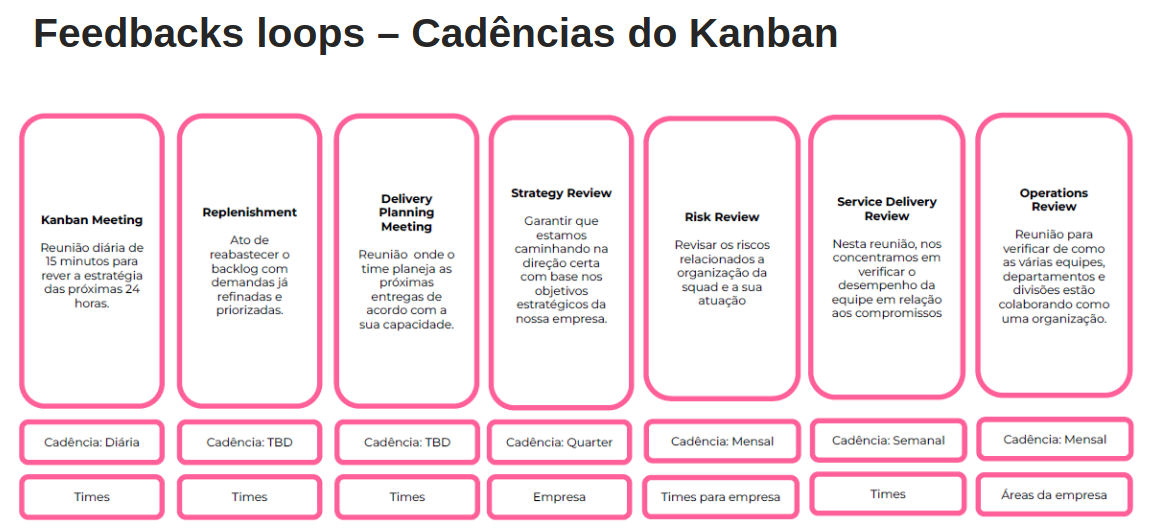 Feedbacks loops – Cadências do Kanban
Kanban Meeting
Reunião diária de
15 minutos para
rever a estratégia
das próximas 24
horas.
Cadência: Diária
Times
Replenishment
Ato de
reabastecer o
backlog com
demandas já
refinadas e
priorizadas.
Cadência: TBD
Times
Delivery
Planning
Meeting
Reunião onde o
time planeja as
próximas
entregas de
acordo com a
sua capacidade.
Cadência: TBD
Times
Strategy Review
Garantir que
estamos
caminhando na
direção certa
com base nos
objetivos
estratégicos da
nossa empresa.
Cadência: Quarter
Empresa
Risk Review
Revisar os riscos
relacionados a
organização da
squad e a sua
atuação
Cadência: Mensal
Times para empresa
Service Delivery
Review
Nesta reunião, nos
concentramos em
verificar o
desempenho da
equipe em relação
aos compromissos
Cadência: Semanal
Times
Operations
Review
Reunião para
verificar de como
as várias equipes,
departamentos e
divisões estão
colaborando como
uma organização.
Cadência: Mensal
Áreas da empresa